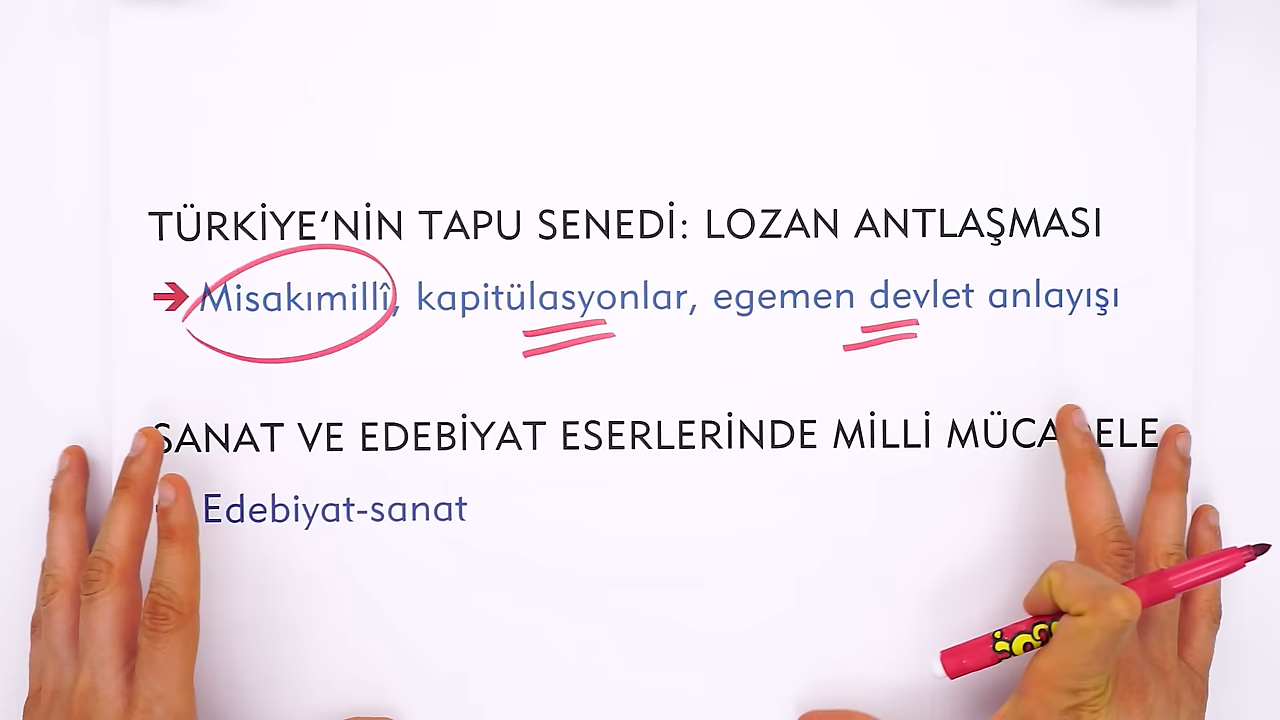 TÜRKİYE'NİN TAPU SENEDİ: LOZAN ANTLAŞMASI
➔ Misakımillî, kapitülasyonlar, egemen devlet anlayışı
SANAT VE EDEBİYAT ESERLERİNDE MİLLİ MÜCADELE
Edebiyat-sanat